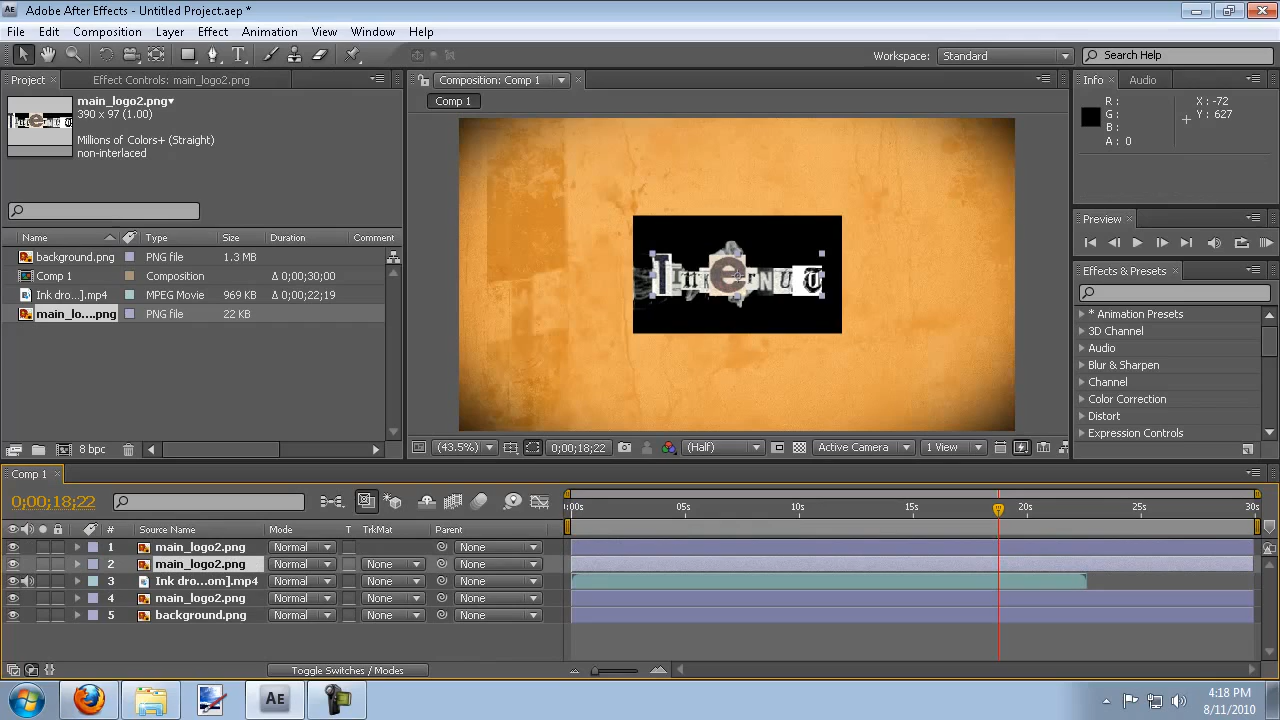 Adobe After Effects - Untitled Project.aep *
File Edit Composition Layer Effect Animation View Window Help
Workspace: Standard Search Help
Project Effect Controls: main_logo2.png Composition: Comp 1 Info Audio
main_logo2.png
390 x 97 (1.00)
Millions of Colors+ (Straight)
non-interlaced
Comp 1
R : X : -72
G : Y : 627
B :
A : 0
Preview
Name Type Size Duration Comment
background.png PNG file 1.3 MB
Comp 1 Composition Δ 0;00;30;00
Ink dro...].mp4 MPEG Movie 969 KB Δ 0;00;22;19
main_lo....png PNG file 22 KB
InternuT
Effects & Presets
* Animation Presets
3D Channel
Audio
Blur & Sharpen
Channel
Color Correction
Distort
Expression Controls
8 bpc
(43.5%) 0;00;18;22 (Half) Active Camera 1 View
Comp 1
0;00;18;22
:00s 05s 10s 15s 20s 25s 30s
# Source Name Mode T TrkMat Parent
1 main_logo2.png Normal None
2 main_logo2.png Normal None None
3 Ink dro...om].mp4 Normal None None
4 main_logo2.png Normal None None
5 background.png Normal None None
Toggle Switches / Modes
AE
4:18 PM
8/11/2010